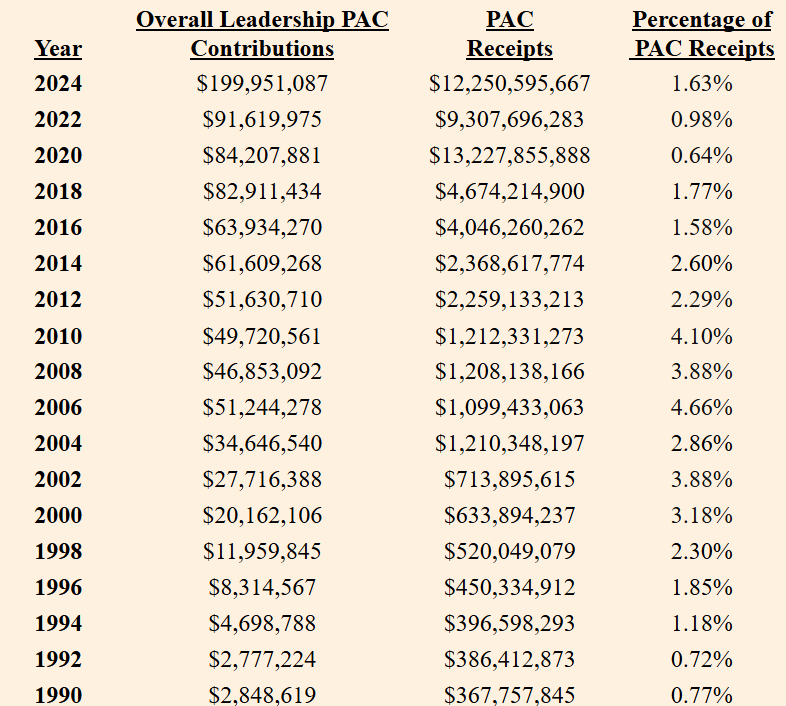 Overall Leadership PAC PAC Percentage of
Year Contributions Receipts PAC Receipts
2024 $199,951,087 $12,250,595,667 1.63%
2022 $91,619,975 $9,307,696,283 0.98%
2020 $84,207,881 $13,227,855,888 0.64%
2018 $82,911,434 $4,674,214,900 1.77%
2016 $63,934,270 $4,046,260,262 1.58%
2014 $61,609,268 $2,368,617,774 2.60%
2012 $51,630,710 $2,259,133,213 2.29%
2010 $49,720,561 $1,212,331,273 4.10%
2008 $46,853,092 $1,208,138,166 3.88%
2006 $51,244,278 $1,099,433,063 4.66%
2004 $34,646,540 $1,210,348,197 2.86%
2002 $27,716,388 $713,895,615 3.88%
2000 $20,162,106 $633,894,237 3.18%
1998 $11,959,845 $520,049,079 2.30%
1996 $8,314,567 $450,334,912 1.85%
1994 $4,698,788 $396,598,293 1.18%
1992 $2,777,224 $386,412,873 0.72%
1990 $2,848,619 $367,757,845 0.77%